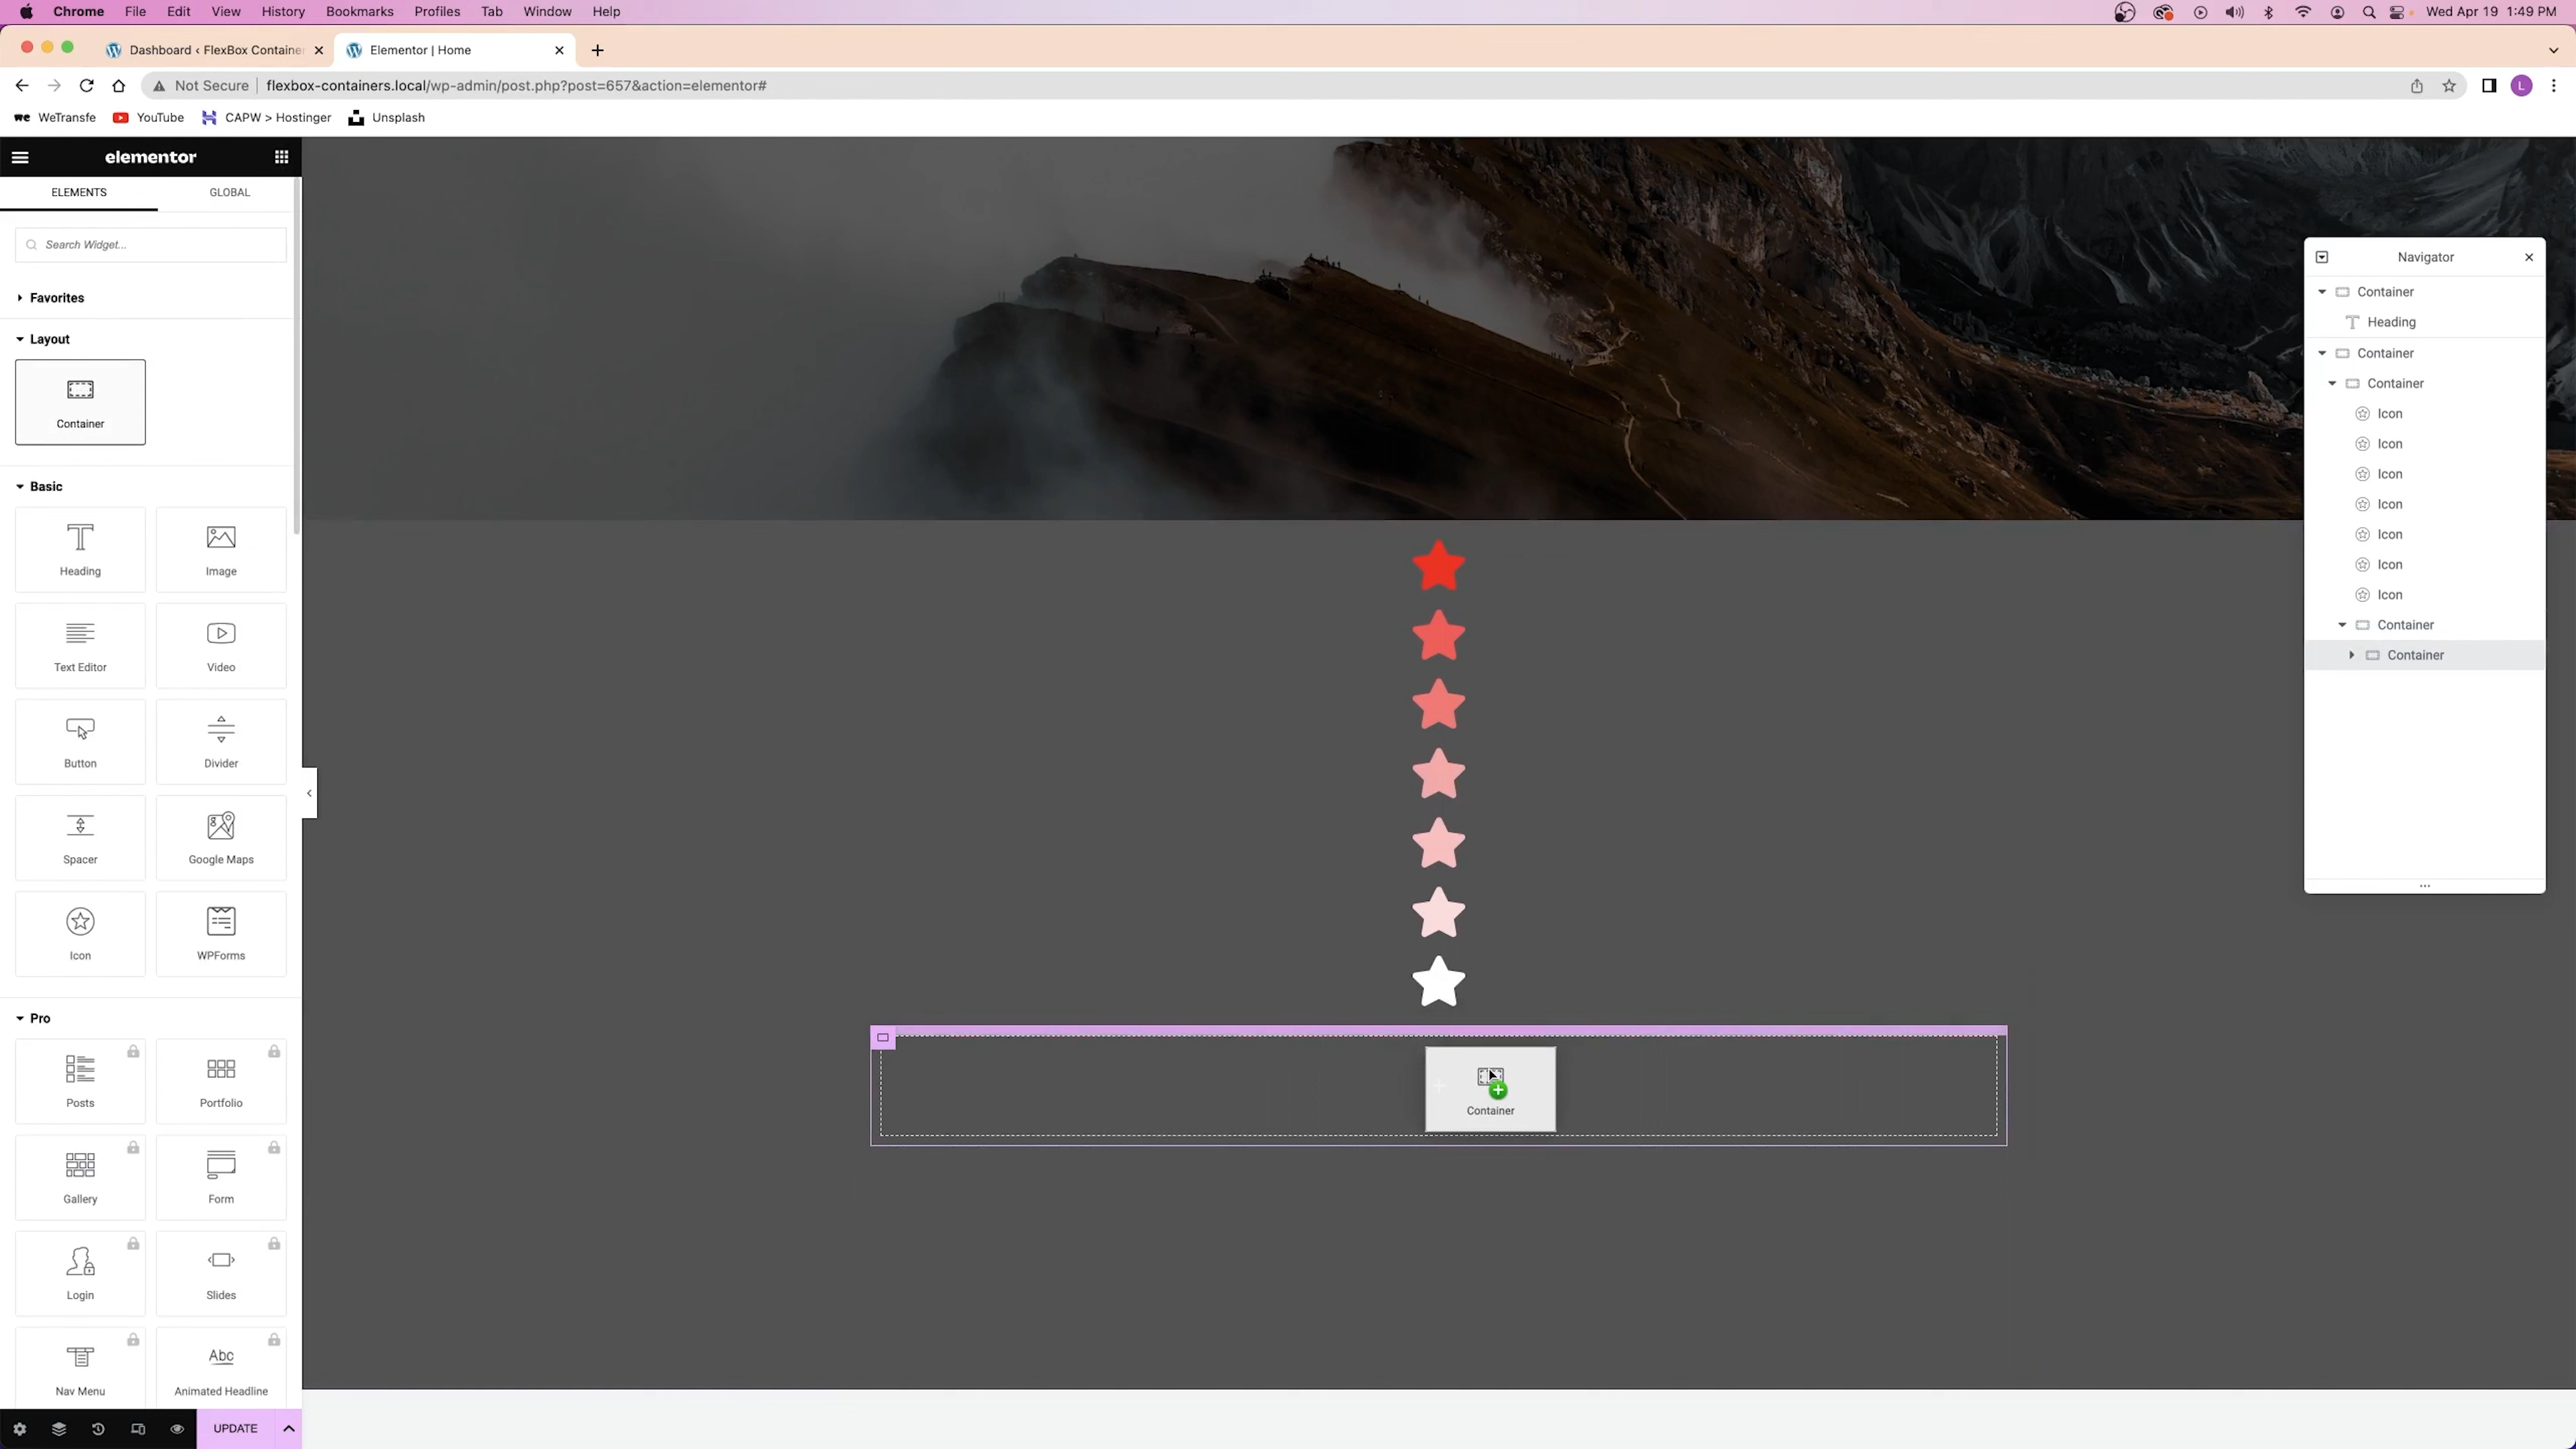 Chrome File Edit View History Bookmarks Profiles Tab Window Help Wed Apr 19 1:49 PM
Dashboard ‹ FlexBox Container Elementor | Home
Not Secure flexbox-containers.local/wp-admin/post.php?post=657&action=elementor# L
we WeTransfe YouTube CAPW > Hostinger Unsplash
elementor
ELEMENTS GLOBAL
Search Widget...
Favorites
Layout
Container
Basic
Heading Image
Text Editor Video
Button Divider
Spacer Google Maps
Icon WPForms
Pro
Posts Portfolio
Gallery Form
Login Slides
Abc
Nav Menu Animated Headline
UPDATE
Container
Navigator
Container
Heading
Container
Container
Icon
Icon
Icon
Icon
Icon
Icon
Icon
Container
Container